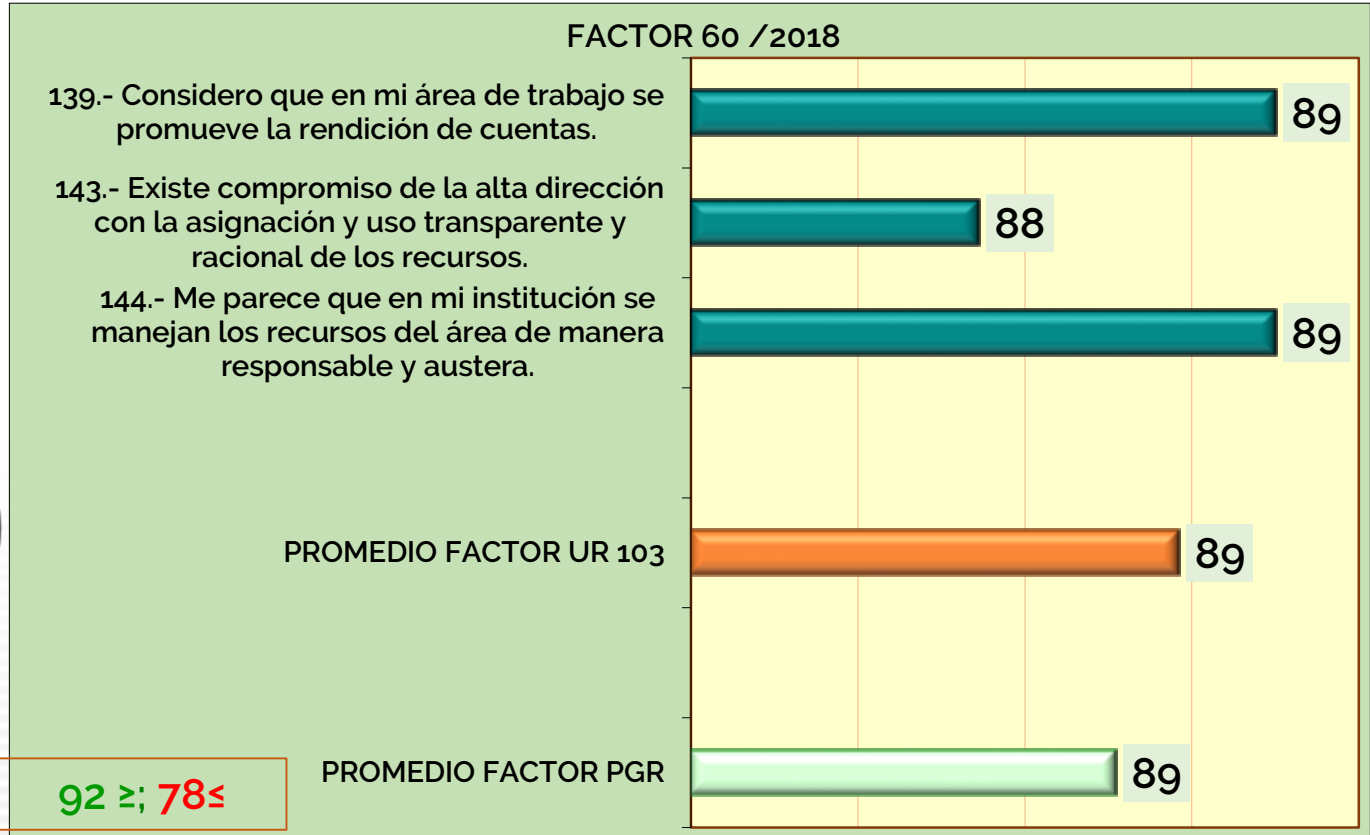 FACTOR 60 /2018
139.- Considero que en mi área de trabajo se
promueve la rendición de cuentas.
89
143.- Existe compromiso de la alta dirección
con la asignación y uso transparente y
racional de los recursos.
88
144.- Me parece que en mi institución se
manejan los recursos del área de manera
responsable y austera.
89
PROMEDIO FACTOR UR 103
89
PROMEDIO FACTOR PGR
89
92 ≥; 78≤